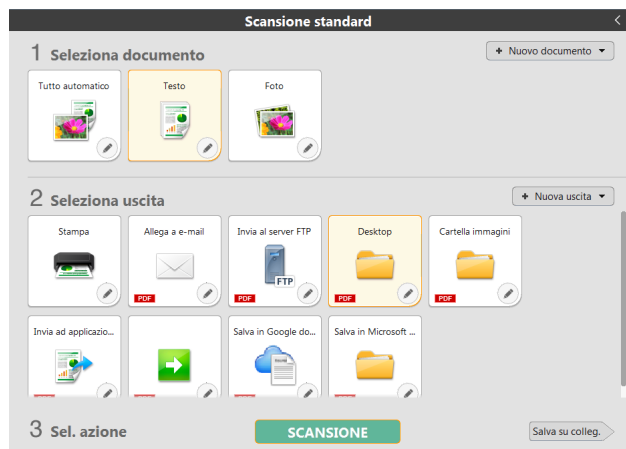 Scansione standard
1 Seleziona documento
+ Nuovo documento
Tutto automatico
Testo
Foto
2 Seleziona uscita
+ Nuova uscita
Stampa
Allega a e-mail
Invia al server FTP
Desktop
Cartella immagini
PDF
FTP
PDF
PDF
PDF
Invia ad applicazio...
Salva in Google do...
Salva in Microsoft ...
3 Sel. azione
SCANSIONE
Salva su colleg.